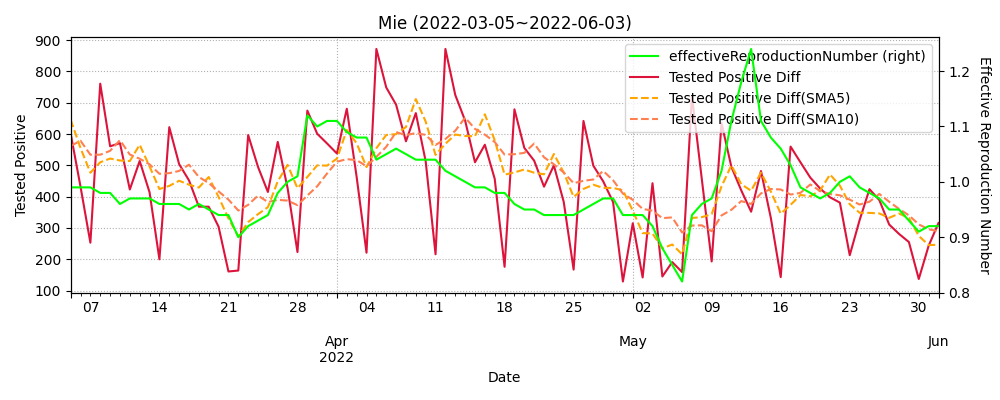 Mie (2022-03-05~2022-06-03)
effectiveReproductionNumber (right)
Tested Positive Diff
Tested Positive Diff(SMA5)
Tested Positive Diff(SMA10)
Tested Positive
900
800
700
600
500
400
300
200
100
1.2
1.1
1.0
0.9
0.8
Effective Reproduction Number
07 14 21 28 04 11 18 25 02 09 16 23 30
Apr May Jun
2022
Date